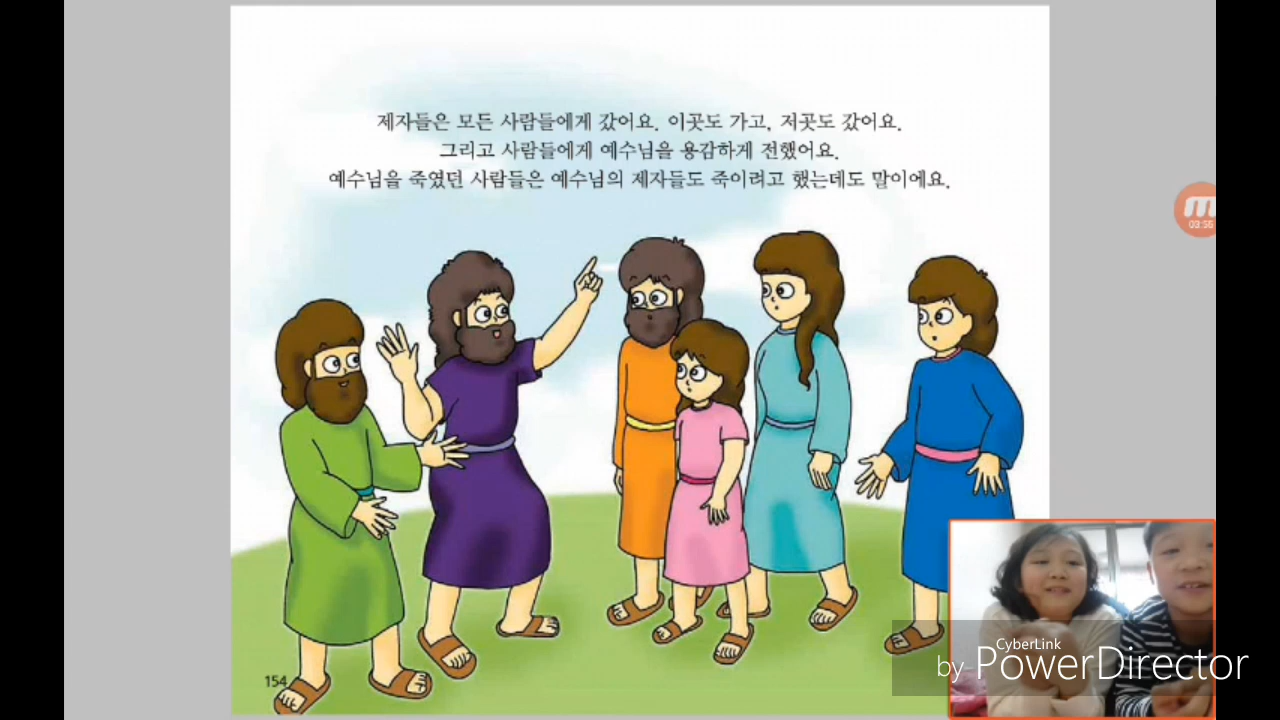 제자들은 모든 사람들에게 갔어요. 이곳도 가고, 저곳도 갔어요.
그리고 사람들에게 예수님을 용감하게 전했어요.
예수님을 죽였던 사람들은 예수님의 제자들도 죽이려고 했는데도 말이에요.
03:56
154
CyberLink
by PowerDirector